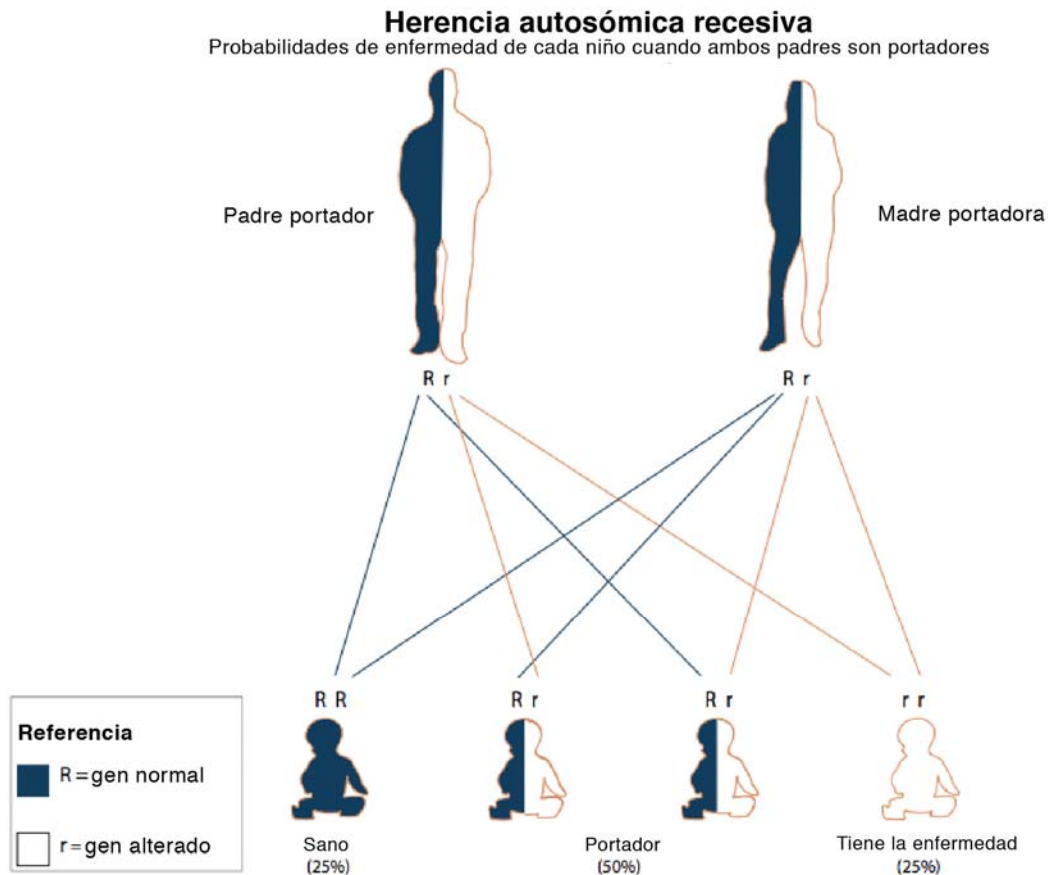 Herencia autosómica recesiva
Probabilidades de enfermedad de cada niño cuando ambos padres son portadores
Padre portador
Madre portadora
R r
R r
R R
R r
R r
r r
Referencia
R=gen normal
r=gen alterado
Sano
(25%)
Portador
(50%)
Tiene la enfermedad
(25%)